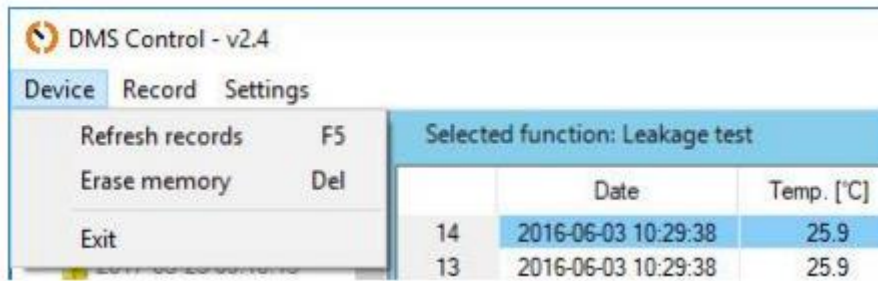 DMS Control - v2.4
Device Record Settings
Refresh records F5
Erase memory Del
Exit
Selected function: Leakage test
Date Temp. [°C]
14 2016-06-03 10:29:38 25.9
13 2016-06-03 10:29:38 25.9